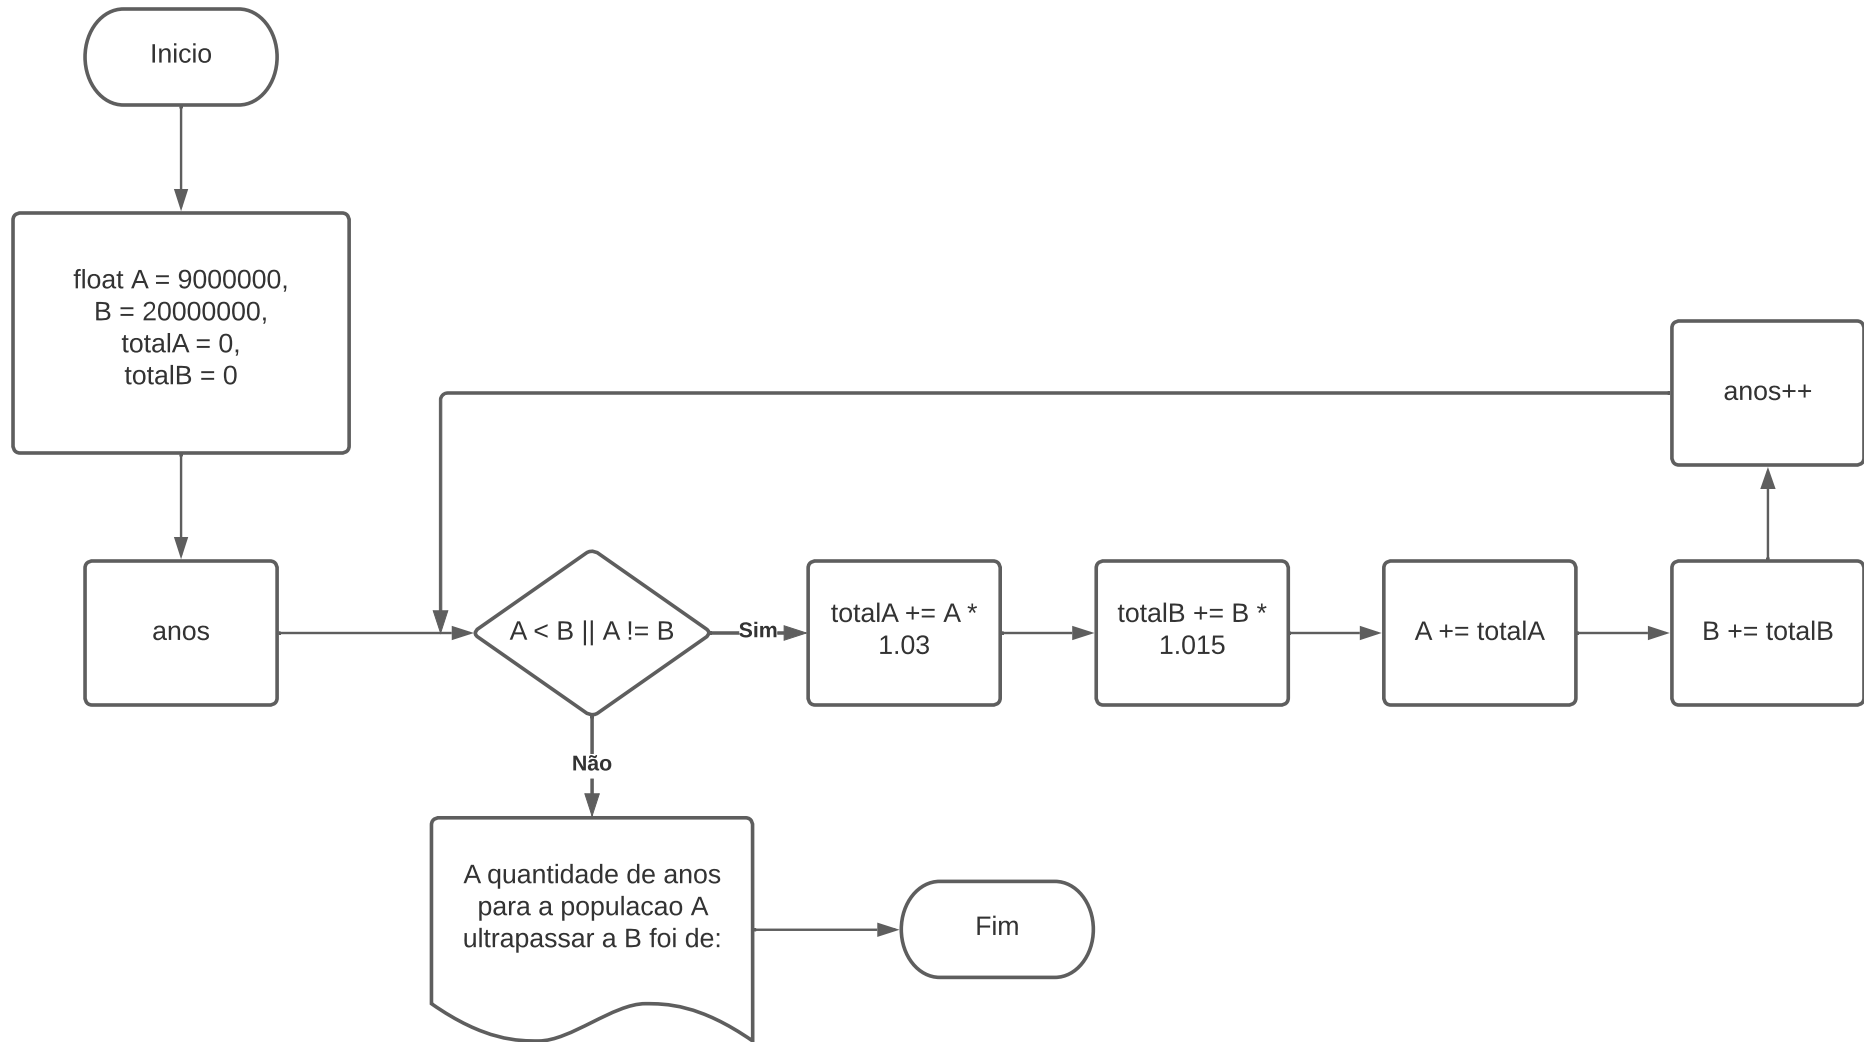 Inicio
float A = 9000000,
B = 20000000,
totalA = 0,
totalB = 0
anos++
anos
A < B || A != B
Sim
totalA += A *
1.03
totalB += B *
1.015
A += totalA
B += totalB
Não
A quantidade de anos
para a populacao A
ultrapassar a B foi de:
Fim